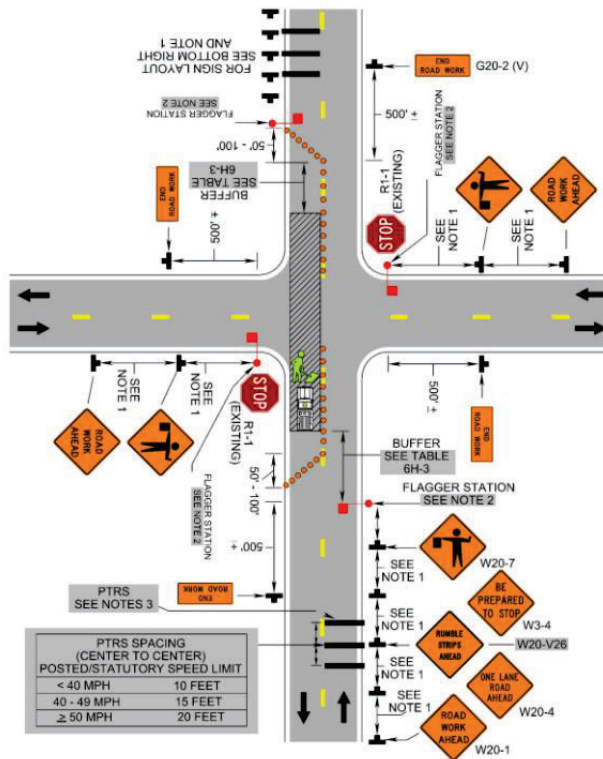 FOR SIGN LAYOUT
SEE BOTTOM RIGHT
AND NOTE 1
FLAGGER STATION
SEE NOTE 2
50' - 100'
BUFFER
SEE TABLE
6H-3
END
ROAD WORK
500' ±
END
ROAD WORK
G20-2 (V)
500' ±
FLAGGER STATION
SEE NOTE 2
R1-1
(EXISTING)
STOP
SEE
NOTE 1
SEE
NOTE 1
ROAD
WORK
AHEAD
SEE
NOTE 1
SEE
NOTE 1
ROAD
WORK
AHEAD
STOP
R1-1
(EXISTING)
FLAGGER STATION
SEE NOTE 2
50' - 100'
500' ±
END
ROAD WORK
500' ±
END
ROAD WORK
BUFFER
SEE TABLE
6H-3
FLAGGER STATION
SEE NOTE 2
SEE
NOTE 1
W20-7
SEE
NOTE 1
BE
PREPARED
TO STOP
W3-4
RUMBLE
STRIPS
AHEAD
W20-V26
SEE
NOTE 1
ONE LANE
ROAD
AHEAD
W20-4
SEE
NOTE 1
ROAD
WORK
AHEAD
W20-1
PTRS
SEE NOTES 3
PTRS SPACING
(CENTER TO CENTER)
POSTED/STATUTORY SPEED LIMIT
< 40 MPH 10 FEET
40 - 49 MPH 15 FEET
≥ 50 MPH 20 FEET